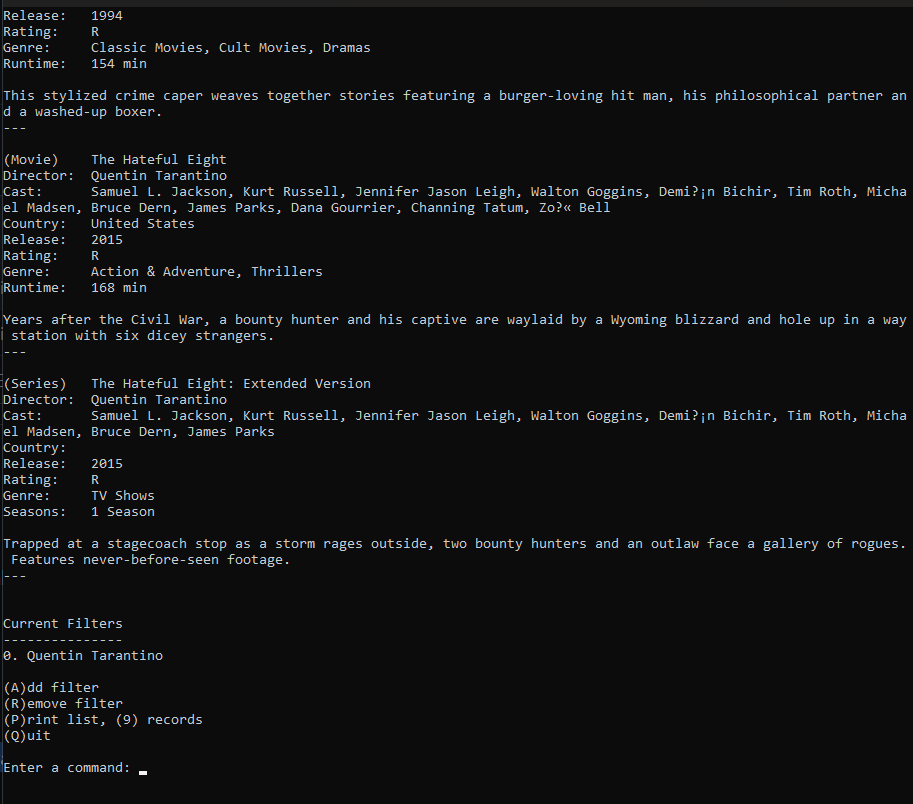 Release:   1994
Rating:    R
Genre:     Classic Movies, Cult Movies, Dramas
Runtime:   154 min
This stylized crime caper weaves together stories featuring a burger-loving hit man, his philosophical partner an
d a washed-up boxer.
---
(Movie)    The Hateful Eight
Director:  Quentin Tarantino
Cast:      Samuel L. Jackson, Kurt Russell, Jennifer Jason Leigh, Walton Goggins, Demi?¡n Bichir, Tim Roth, Micha
el Madsen, Bruce Dern, James Parks, Dana Gourrier, Channing Tatum, Zo?« Bell
Country:   United States
Release:   2015
Rating:    R
Genre:     Action & Adventure, Thrillers
Runtime:   168 min
Years after the Civil War, a bounty hunter and his captive are waylaid by a Wyoming blizzard and hole up in a way
 station with six dicey strangers.
---
(Series)   The Hateful Eight: Extended Version
Director:  Quentin Tarantino
Cast:      Samuel L. Jackson, Kurt Russell, Jennifer Jason Leigh, Walton Goggins, Demi?¡n Bichir, Tim Roth, Micha
el Madsen, Bruce Dern, James Parks
Country:
Release:   2015
Rating:    R
Genre:     TV Shows
Seasons:   1 Season
Trapped at a stagecoach stop as a storm rages outside, two bounty hunters and an outlaw face a gallery of rogues.
 Features never-before-seen footage.
---
Current Filters
---------------
0. Quentin Tarantino
(A)dd filter
(R)emove filter
(P)rint list, (9) records
(Q)uit
Enter a command: